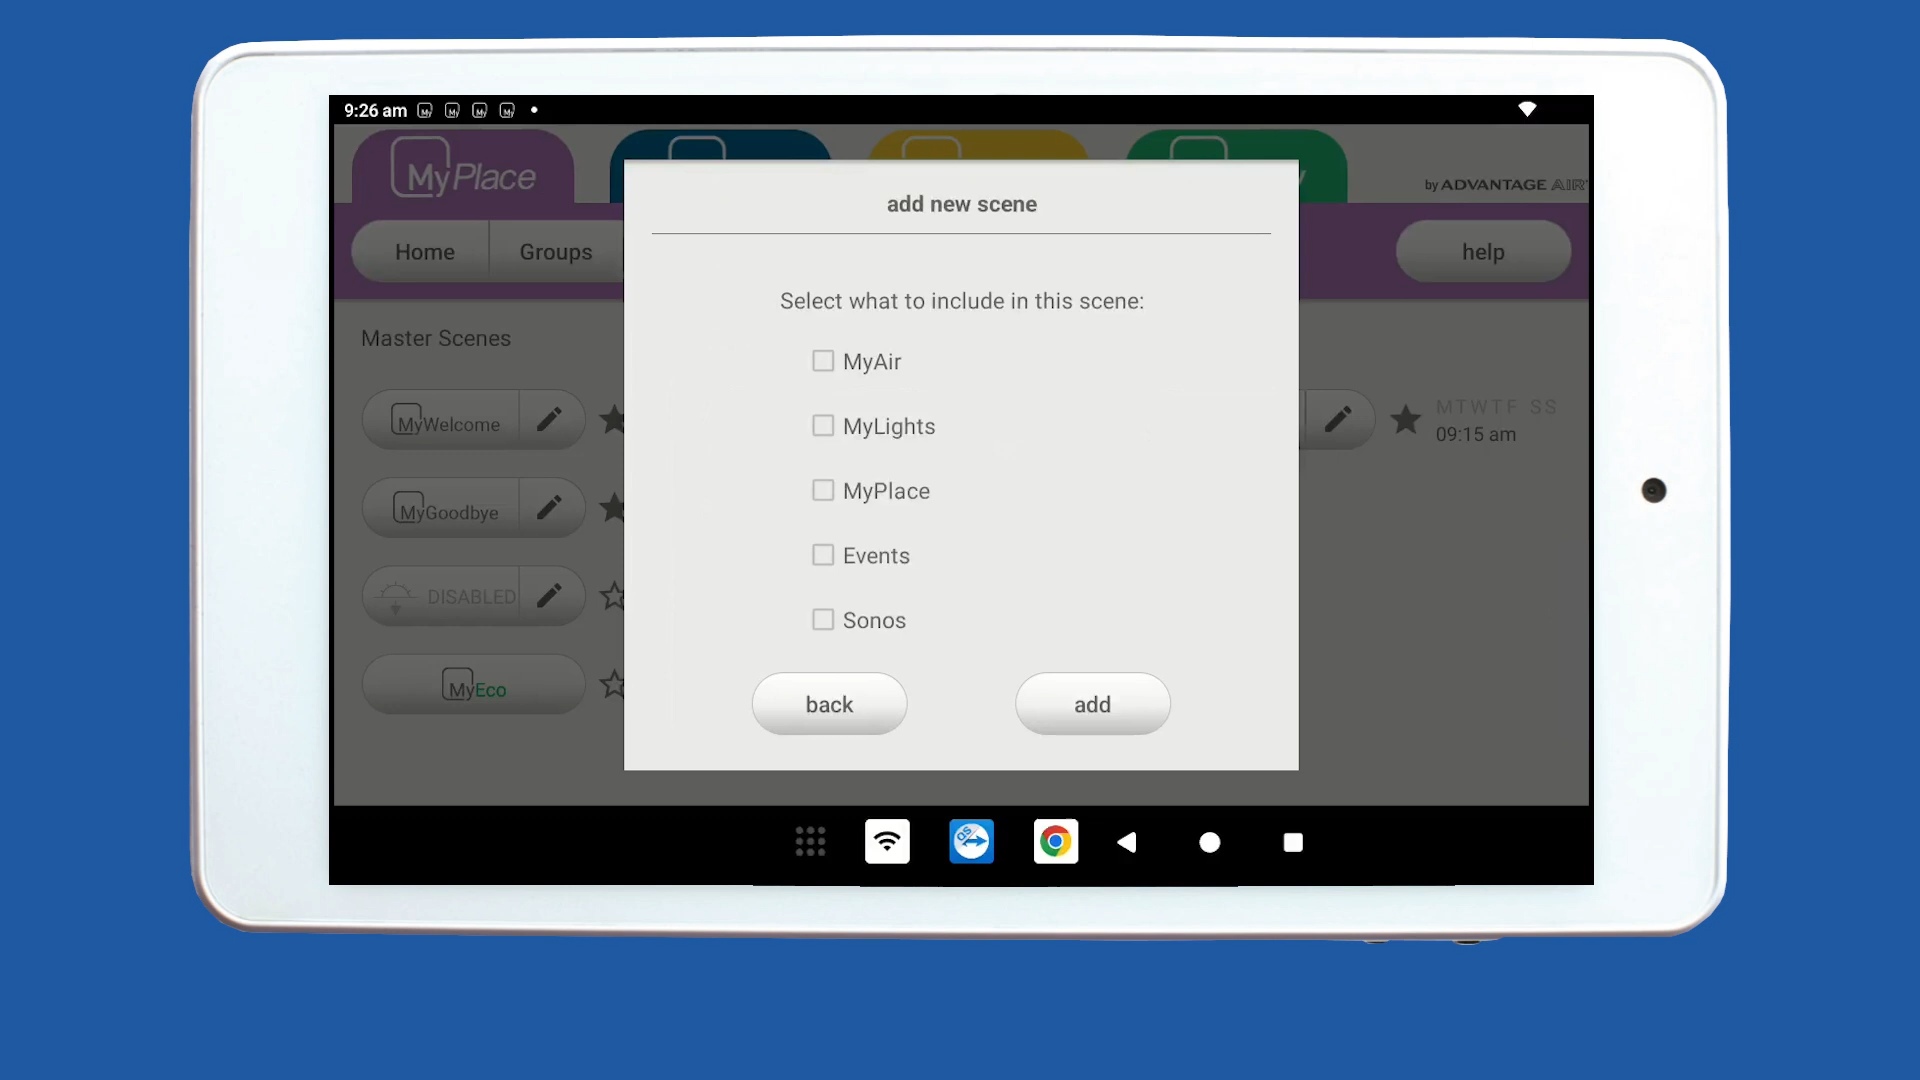 9:26 am
MyPlace
by ADVANTAGE AIR
Home
Groups
help
add new scene
Select what to include in this scene:
MyAir
MyLights
MyPlace
Events
Sonos
back
add
Master Scenes
MyWelcome
MyGoodbye
DISABLED
MyEco
MTWTF SS
09:15 am